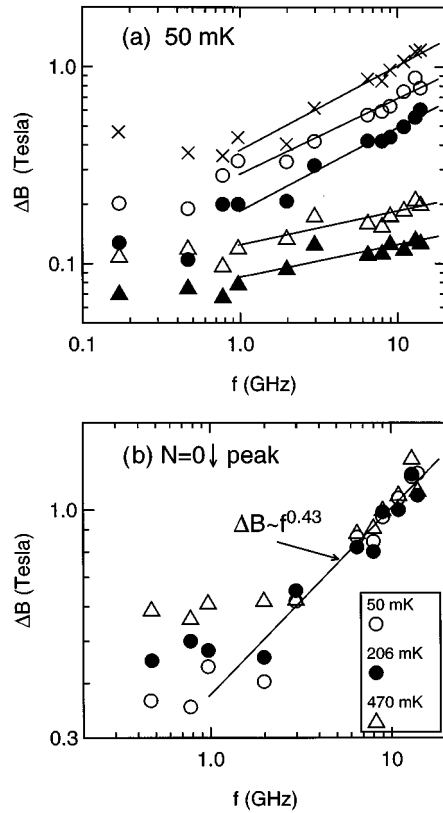 (a) 50 mK
1.0
ΔB (Tesla)
0.1
0.1
1.0
10
f (GHz)
(b) N=0↓ peak
1.0
ΔB~f^0.43
ΔB (Tesla)
50 mK
206 mK
470 mK
0.3
1.0
10
f (GHz)